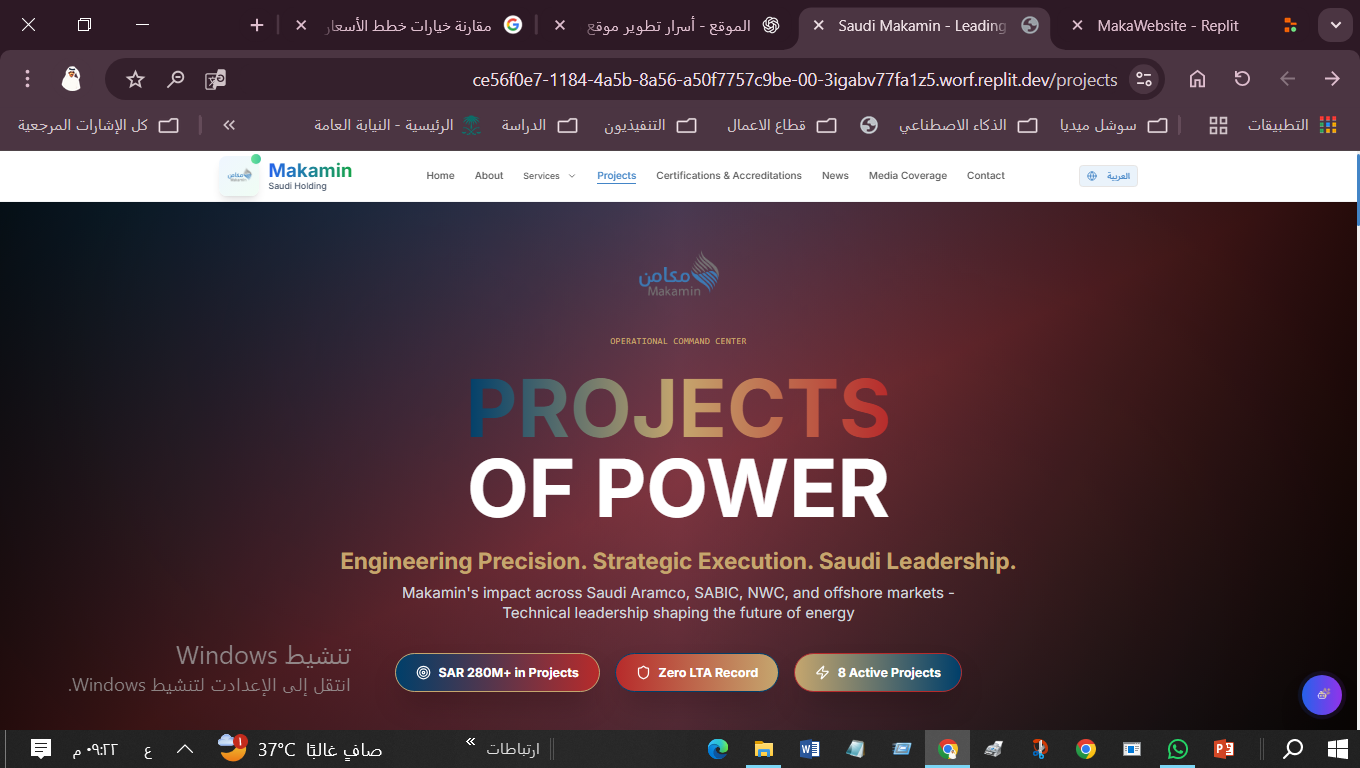 مقارنة خيارات خطط الأسعار
الموقع - أسرار تطوير موقع
Saudi Makamin - Leading
MakaWebsite - Replit
ce56f0e7-1184-4a5b-8a56-a50f7757c9be-00-3igabv77fa1z5.worf.replit.dev/projects
التطبيقات
سوشل ميديا
الذكاء الاصطناعي
قطاع الاعمال
التنفيذيون
الدراسة
الرئيسية - النيابة العامة
»
كل الإشارات المرجعية
مكامن
Makamin
Makamin
Saudi Holding
Home
About
Services
Projects
Certifications & Accreditations
News
Media Coverage
Contact
العربية
مكامن
Makamin
OPERATIONAL COMMAND CENTER
PROJECTS
OF POWER
Engineering Precision. Strategic Execution. Saudi Leadership.
Makamin's impact across Saudi Aramco, SABIC, NWC, and offshore markets -
Technical leadership shaping the future of energy
SAR 280M+ in Projects
Zero LTA Record
8 Active Projects
تنشيط Windows
انتقل إلى الإعدادت لتنشيط Windows.
ارتباطات
»
37°C صافٍ غالبًا
1
ع
٠٩:٢٢ م